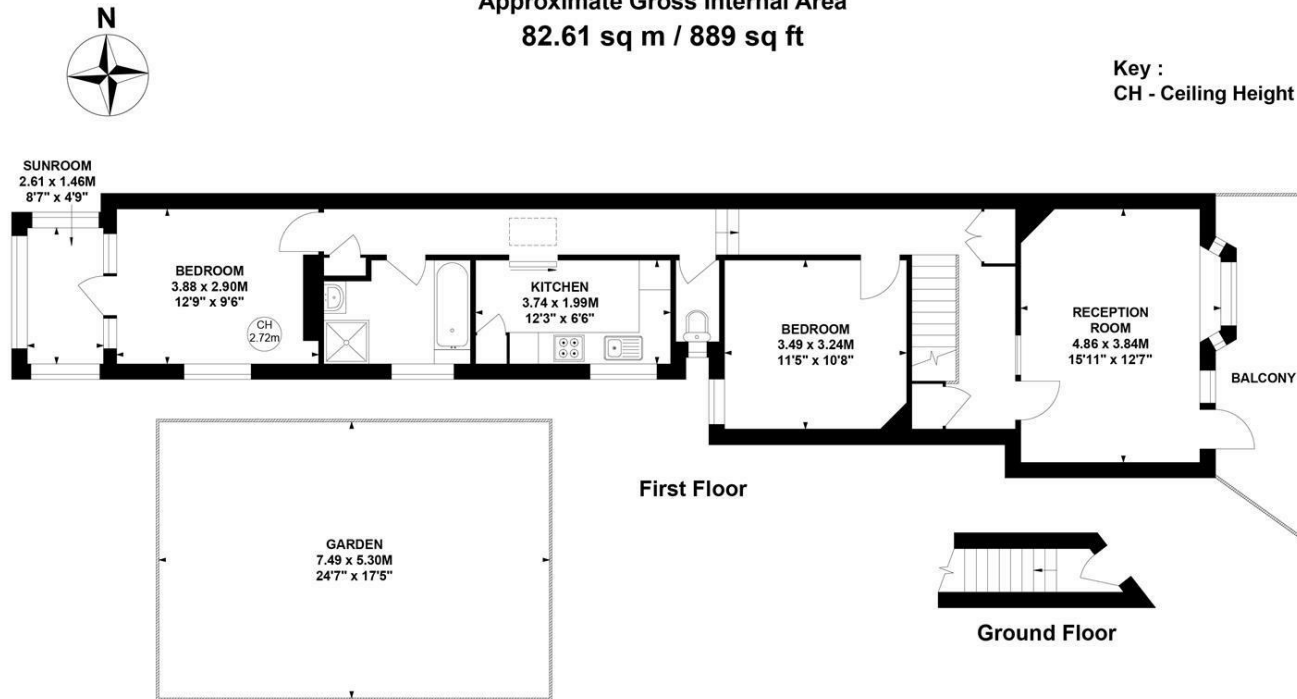 Approximate Gross Internal Area
82.61 sq m / 889 sq ft
N
Key :
CH - Ceiling Height
SUNROOM
2.61 x 1.46M
8'7" x 4'9"
BEDROOM
3.88 x 2.90M
12'9" x 9'6"
CH
2.72m
KITCHEN
3.74 x 1.99M
12'3" x 6'6"
BEDROOM
3.49 x 3.24M
11'5" x 10'8"
RECEPTION
ROOM
4.86 x 3.84M
15'11" x 12'7"
BALCONY
First Floor
GARDEN
7.49 x 5.30M
24'7" x 17'5"
Ground Floor